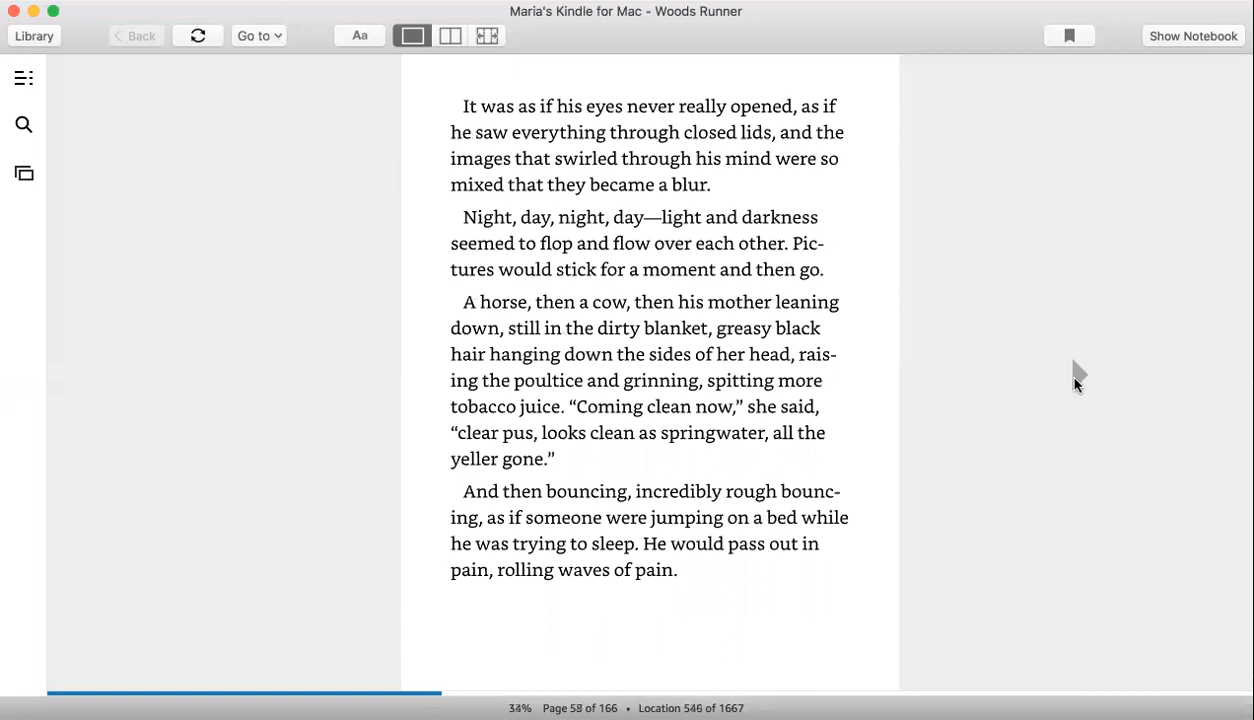 Maria's Kindle for Mac - Woods Runner
Library
Back
Go to
Aa
Show Notebook
It was as if his eyes never really opened, as if
he saw everything through closed lids, and the
images that swirled through his mind were so
mixed that they became a blur.
Night, day, night, day—light and darkness
seemed to flop and flow over each other. Pic-
tures would stick for a moment and then go.
A horse, then a cow, then his mother leaning
down, still in the dirty blanket, greasy black
hair hanging down the sides of her head, rais-
ing the poultice and grinning, spitting more
tobacco juice. “Coming clean now,” she said,
“clear pus, looks clean as springwater, all the
yeller gone.”
And then bouncing, incredibly rough bounc-
ing, as if someone were jumping on a bed while
he was trying to sleep. He would pass out in
pain, rolling waves of pain.
Page of 166 • Location of 1667